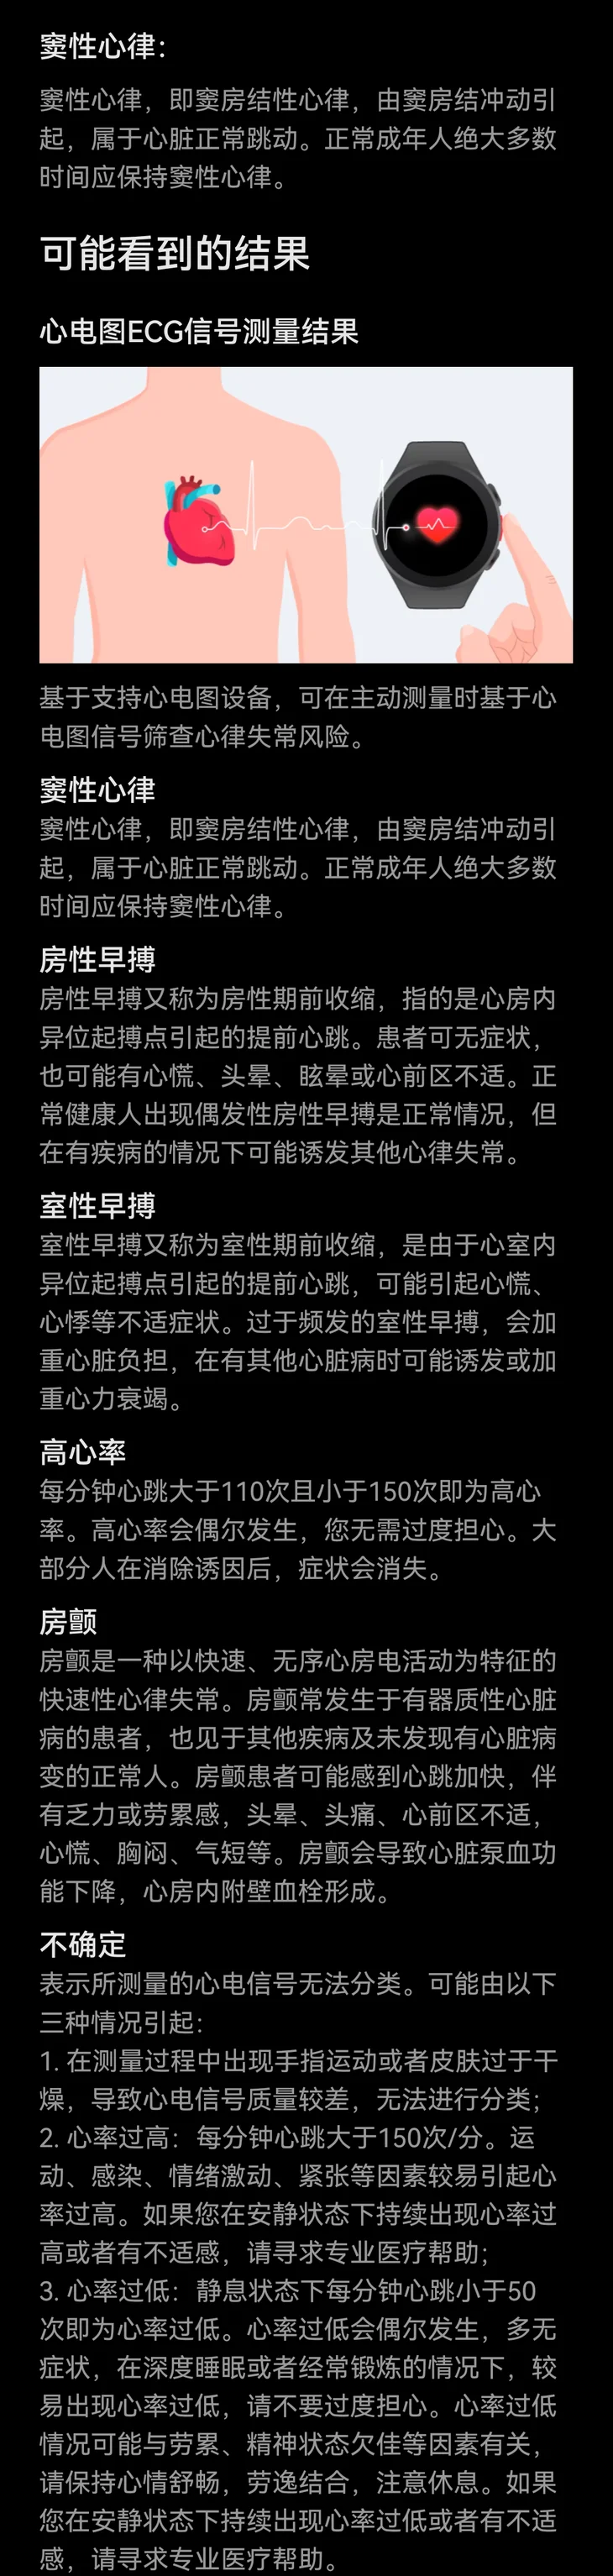 窦性心律：
窦性心律，即窦房结性心律，由窦房结冲动引
起，属于心脏正常跳动。正常成年人绝大多数
时间应保持窦性心律。
可能看到的结果
心电图ECG信号测量结果
基于支持心电图设备，可在主动测量时基于心
电图信号筛查心律失常风险。
窦性心律
窦性心律，即窦房结性心律，由窦房结冲动引
起，属于心脏正常跳动。正常成年人绝大多数
时间应保持窦性心律。
房性早搏
房性早搏又称为房性期前收缩，指的是心房内
异位起搏点引起的提前心跳。患者可无症状，
也可能有心慌、头晕、眩晕或心前区不适。正
常健康人出现偶发性房性早搏是正常情况，但
在有疾病的情况下可能诱发其他心律失常。
室性早搏
室性早搏又称为室性期前收缩，是由于心室内
异位起搏点引起的提前心跳，可能引起心慌、
心悸等不适症状。过于频发的室性早搏，会加
重心脏负担，在有其他心脏病时可能诱发或加
重心力衰竭。
高心率
每分钟心跳大于110次且小于150次即为高心
率。高心率会偶尔发生，您无需过度担心。大
部分人在消除诱因后，症状会消失。
房颤
房颤是一种以快速、无序心房电活动为特征的
快速性心律失常。房颤常发生于有器质性心脏
病的患者，也见于其他疾病及未发现有心脏病
变的正常人。房颤患者可能感到心跳加快，伴
有乏力或劳累感，头晕、头痛、心前区不适，
心慌、胸闷、气短等。房颤会导致心脏泵血功
能下降，心房内附壁血栓形成。
不确定
表示所测量的心电信号无法分类。可能由以下
三种情况引起：
1. 在测量过程中出现手指运动或者皮肤过于干
燥，导致心电信号质量较差，无法进行分类；
2. 心率过高：每分钟心跳大于150次/分。运
动、感染、情绪激动、紧张等因素较易引起心
率过高。如果您在安静状态下持续出现心率过
高或者有不适感，请寻求专业医疗帮助；
3. 心率过低：静息状态下每分钟心跳小于50
次即为心率过低。心率过低会偶尔发生，多无
症状，在深度睡眠或者经常锻炼的情况下，较
易出现心率过低，请不要过度担心。心率过低
情况可能与劳累、精神状态欠佳等因素有关，
请保持心情舒畅，劳逸结合，注意休息。如果
您在安静状态下持续出现心率过低或者有不适
感，请寻求专业医疗帮助。